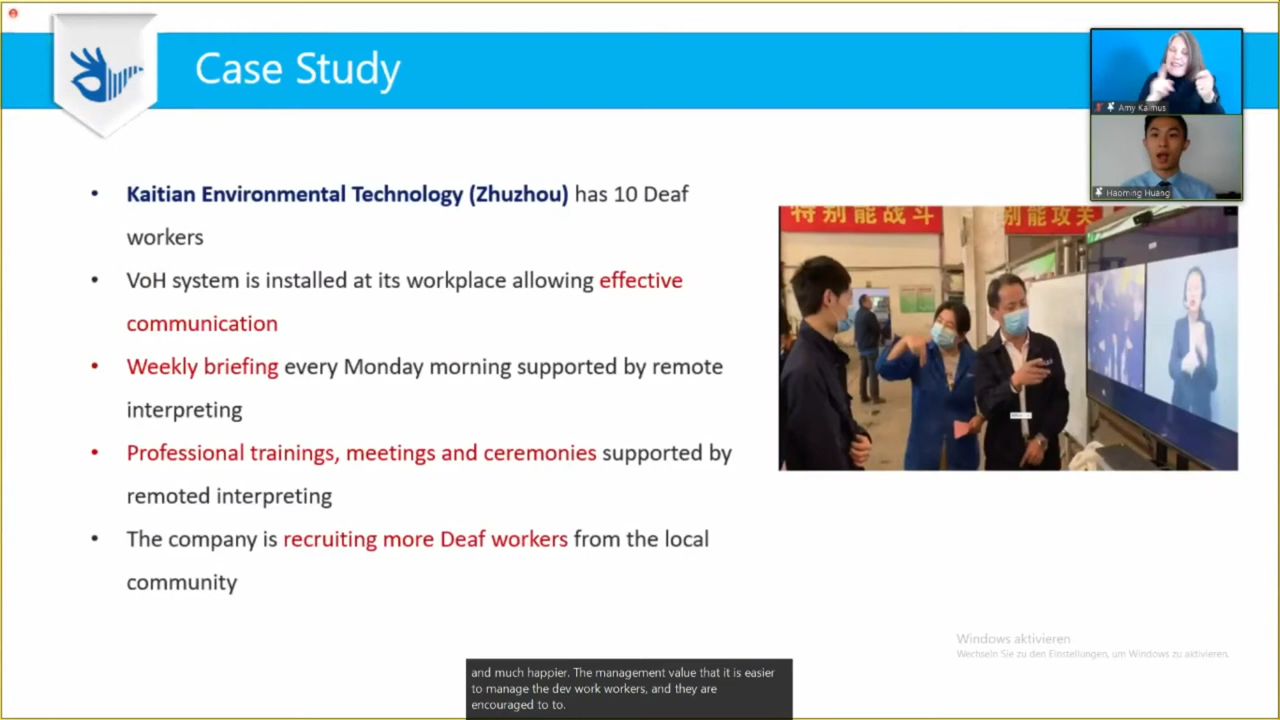 Case Study
Amy Kalmus
Haoming Huang
• Kaitian Environmental Technology (Zhuzhou) has 10 Deaf
workers
• VoH system is installed at its workplace allowing effective
communication
• Weekly briefing every Monday morning supported by remote
interpreting
• Professional trainings, meetings and ceremonies supported by
remoted interpreting
• The company is recruiting more Deaf workers from the local
community
特别能战斗
别能攻关
Windows aktivieren
Wechseln Sie zu den Einstellungen, um Windows zu aktivieren.
and much happier. The management value that it is easier
to manage the dev work workers, and they are
encouraged to to.